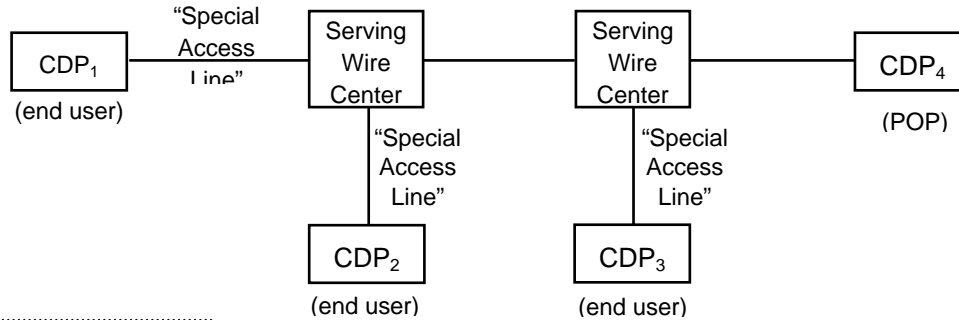 “Special
Access
Line”
CDP1
(end user)
Serving
Wire
Center
Serving
Wire
Center
CDP4
(POP)
“Special
Access
Line”
“Special
Access
Line”
CDP2
(end user)
CDP3
(end user)